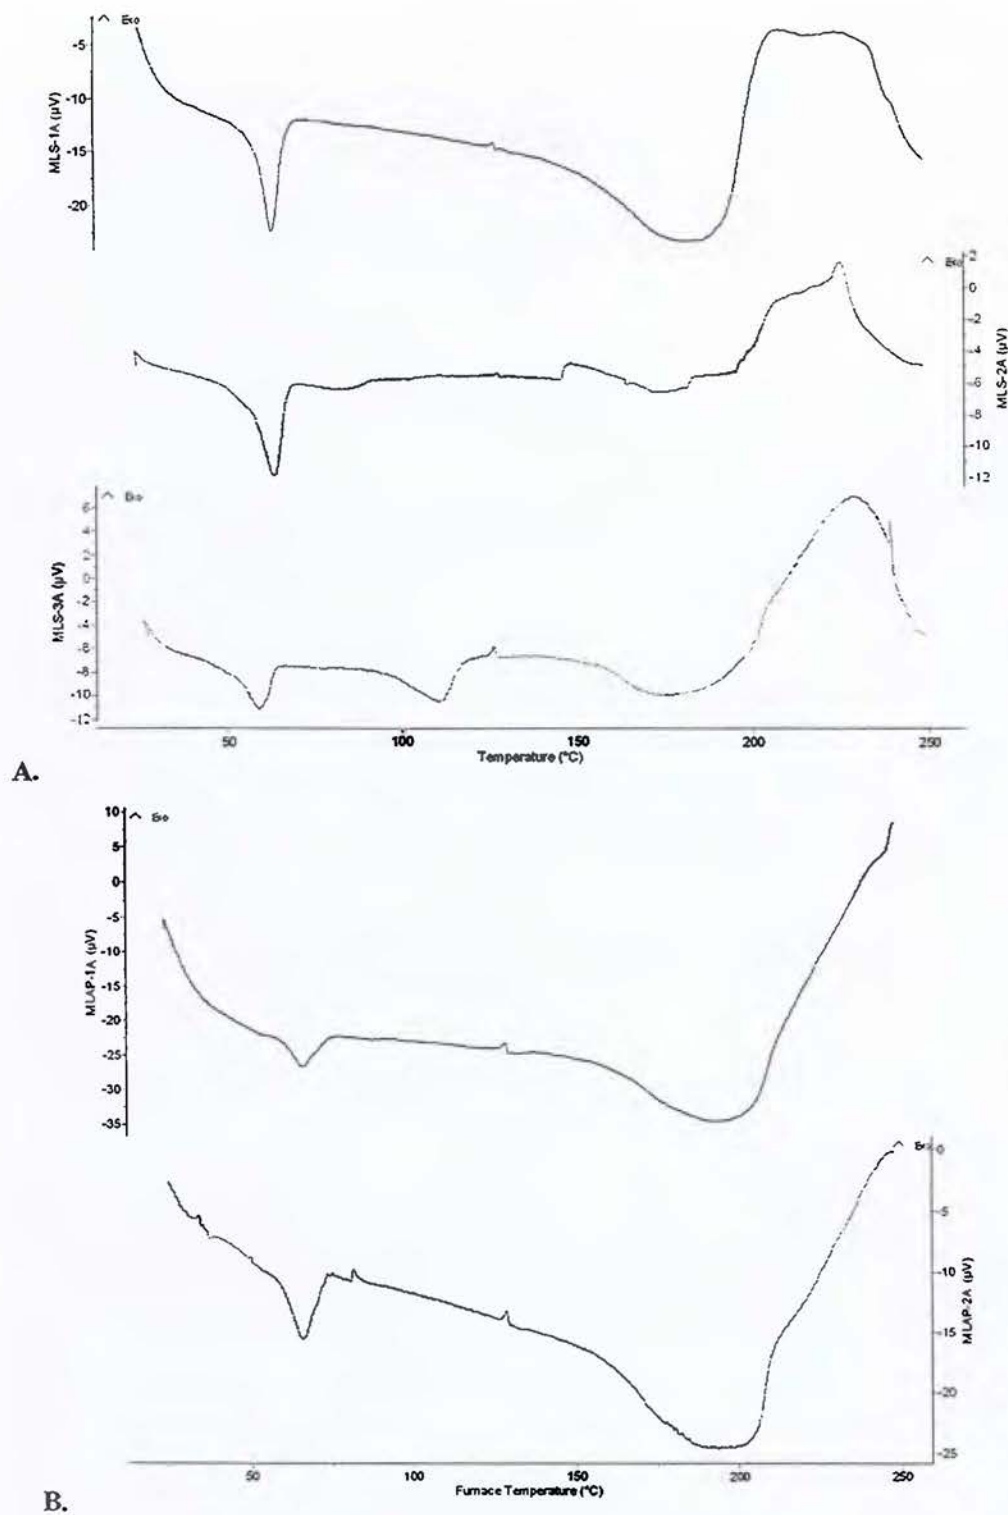 ^ Exo
-5
-10
-15
-20
MLS-1A (µV)
^ Exo
2
0
-2
-4
-6
-8
-10
-12
MLS-2A (µV)
^ Exo
6
4
2
0
-2
-4
-6
-8
-10
-12
MLS-3A (µV)
50 100 150 200 250
Temperature (°C)
A.
^ Exo
10
5
0
-5
-10
-15
-20
-25
-30
-35
MLAP-1A (µV)
^ Exo
0
-5
-10
-15
-20
-25
MLAP-2A (µV)
50 100 150 200 250
Furnace Temperature (°C)
B.